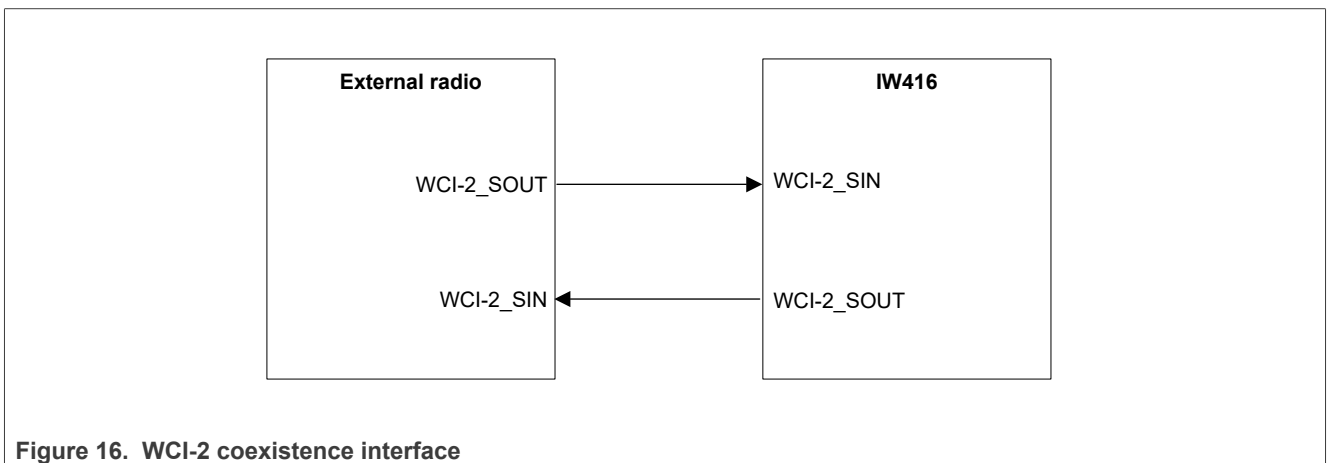 External radio
IW416
WCI-2_SOUT
WCI-2_SIN
WCI-2_SIN
WCI-2_SOUT
Figure 16. WCI-2 coexistence interface